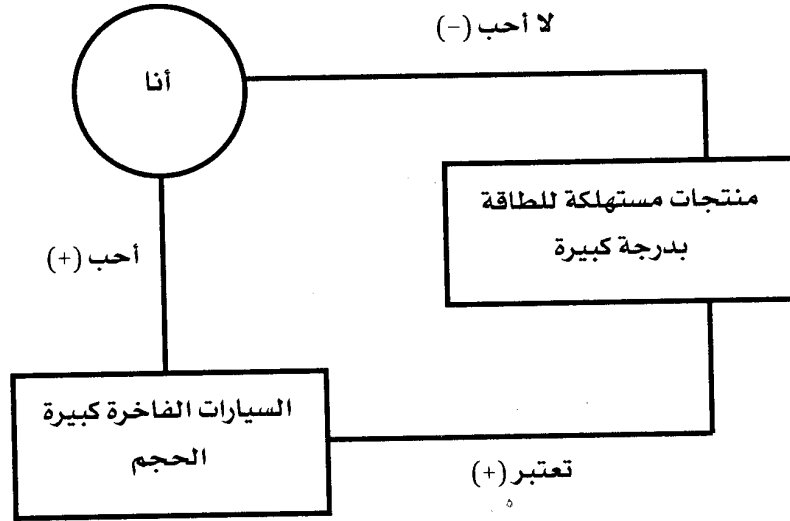 لا أحب (–)
أنا
منتجات مستهلكة للطاقة
بدرجة كبيرة
أحب (+)
السيارات الفاخرة كبيرة
الحجم
تعتبر (+)